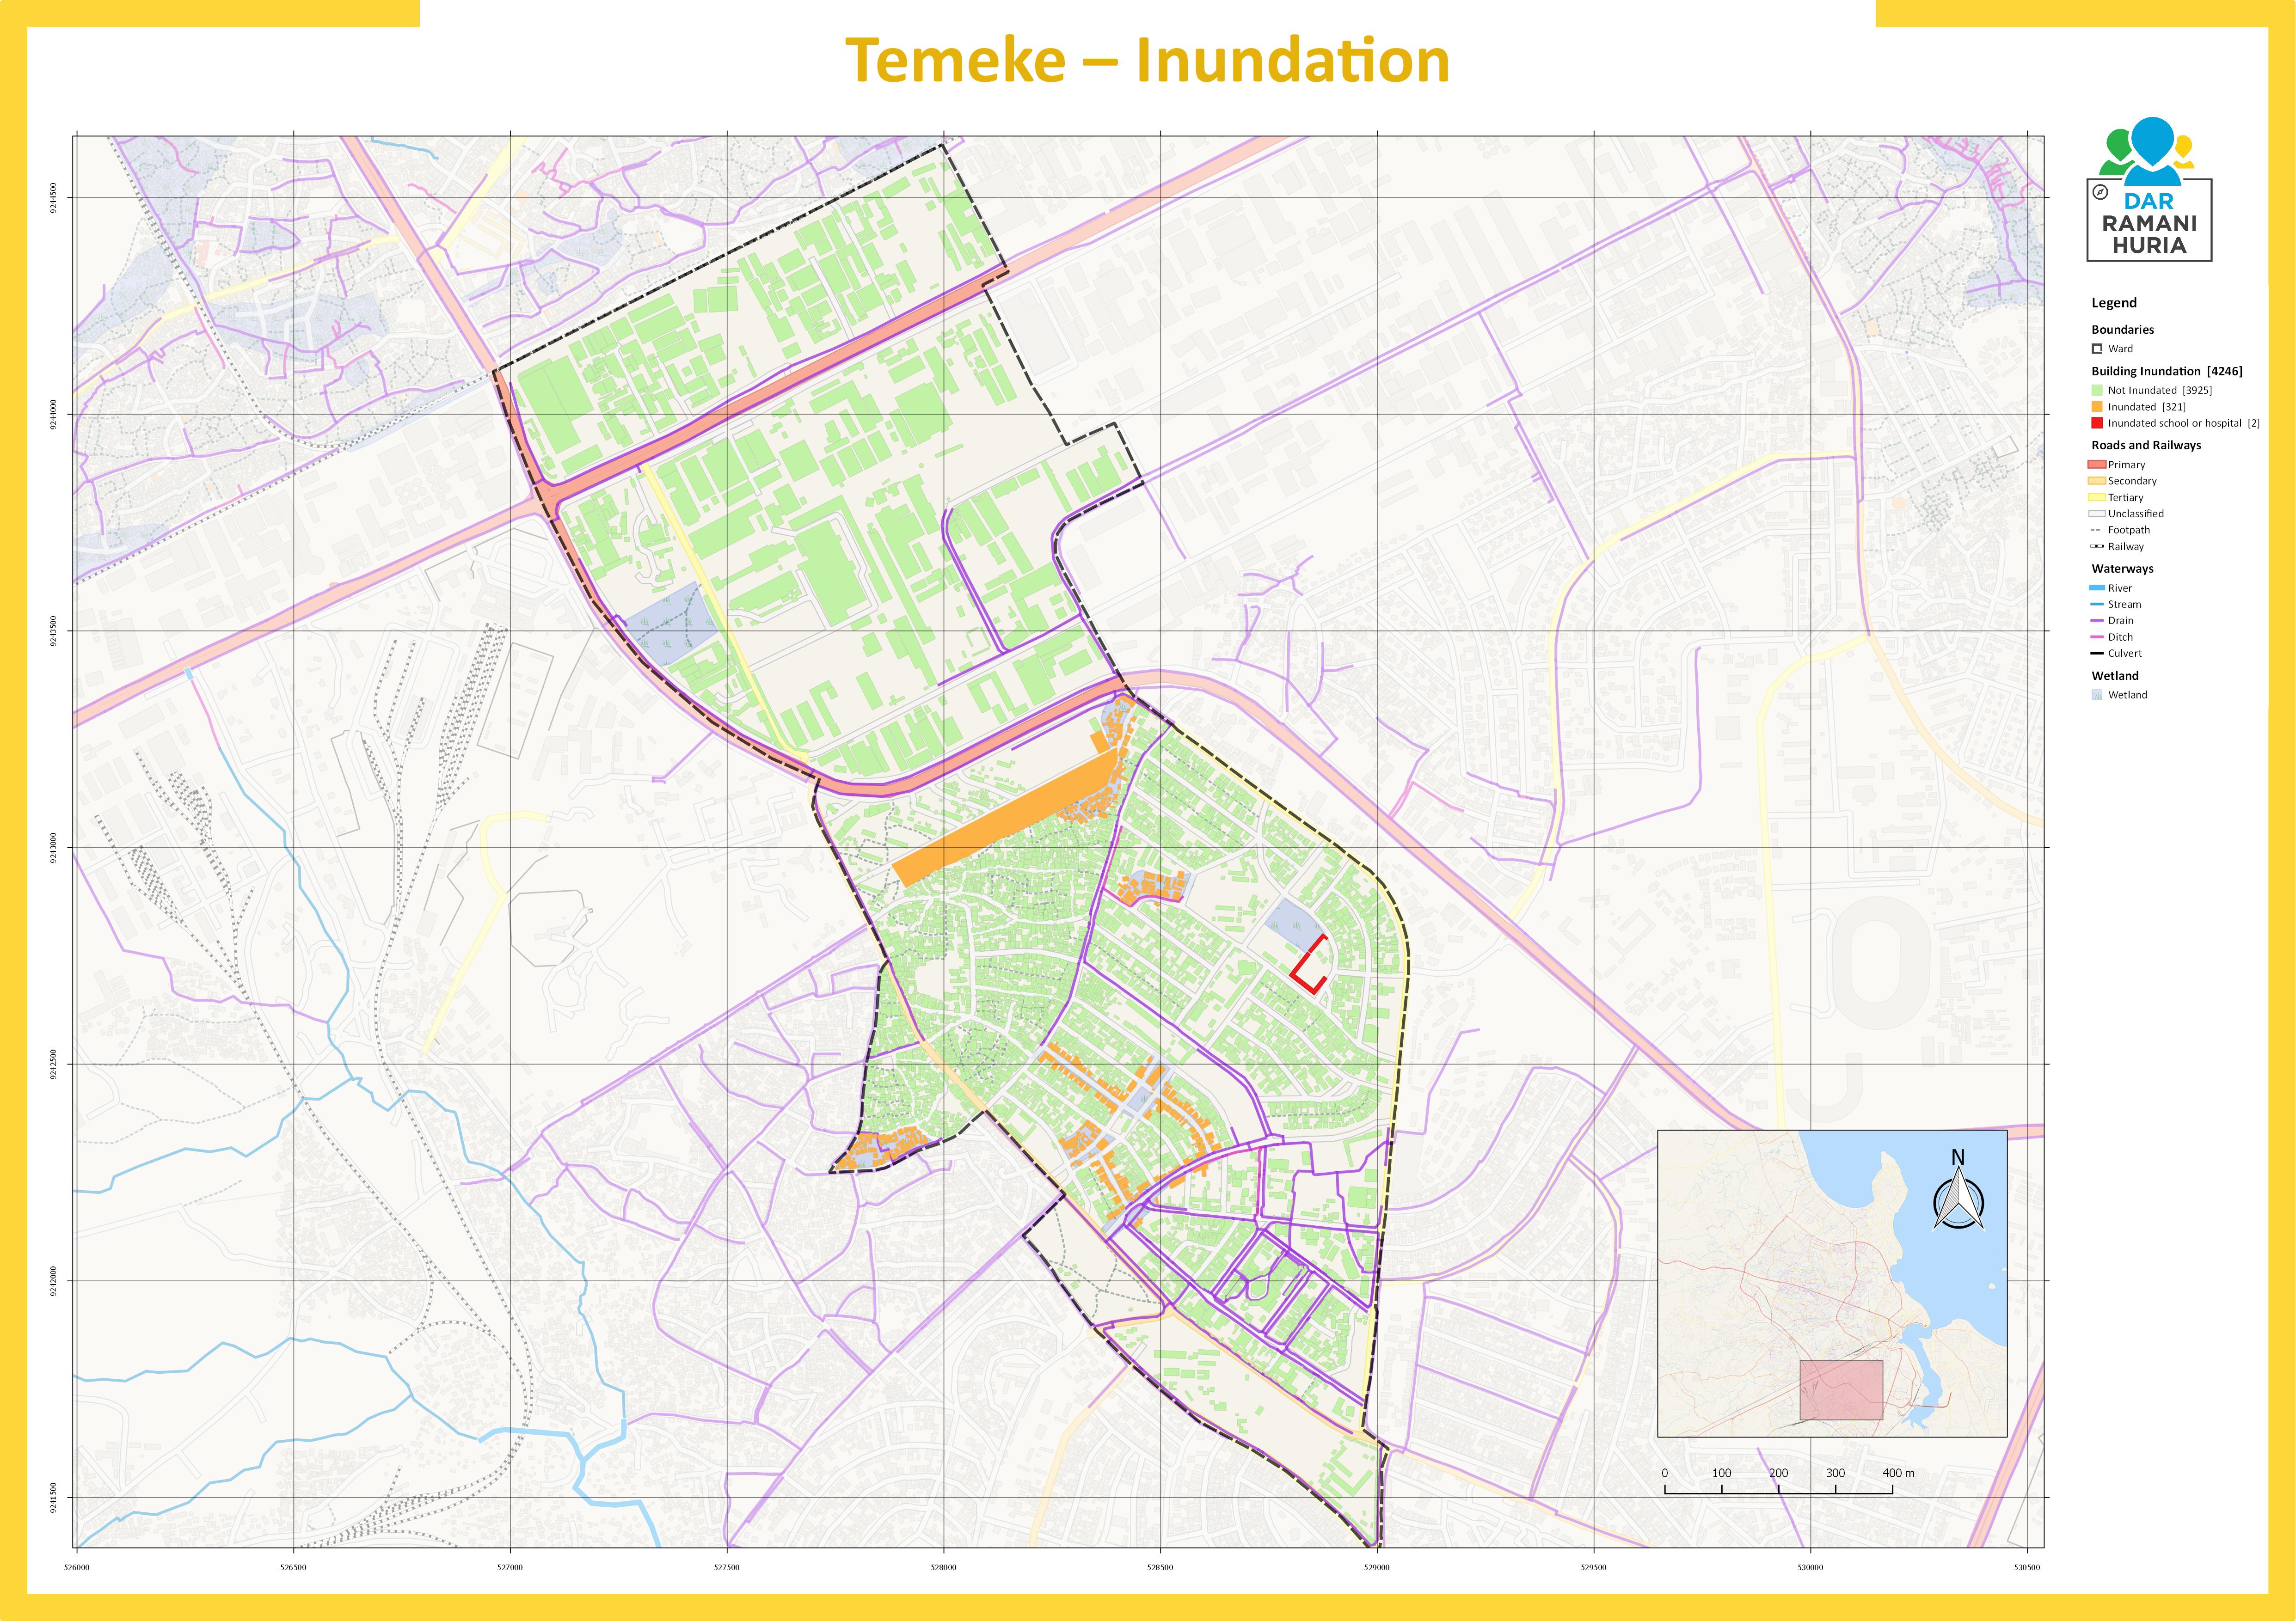 Temeke – Inundation
DAR
RAMANI
HURIA
Legend
Boundaries
Ward
Building Inundation [4246]
Not Inundated [3925]
Inundated [321]
Inundated school or hospital [2]
Roads and Railways
Primary
Secondary
Tertiary
Unclassified
Footpath
Railway
Waterways
River
Stream
Drain
Ditch
Culvert
Wetland
Wetland
9244500
9244000
9243500
9243000
9242500
9242000
9241500
N
0 100 200 300 400 m
526000 526500 527000 527500 528000 528500 529000 529500 530000 530500